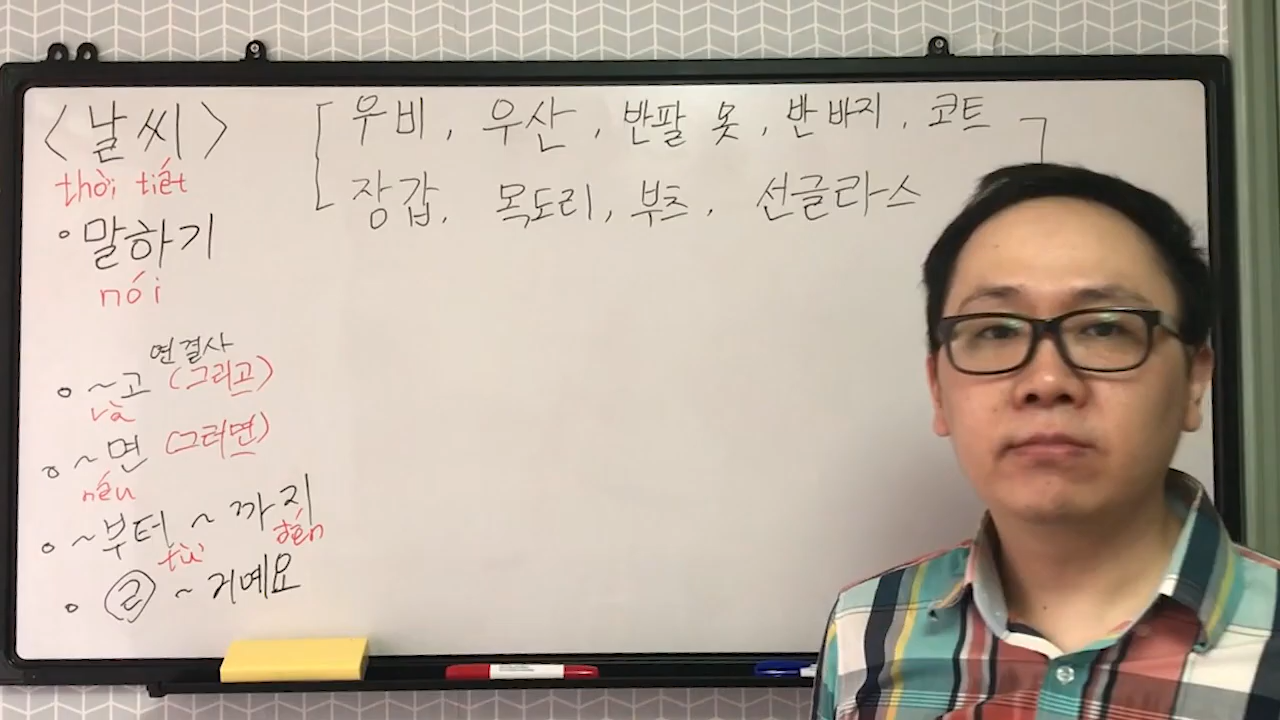 <날씨>
thời tiết
• 말하기
nói
연결사
• ~고 (그리고)
và
• ~면 (그러면)
nếu
• ~부터 ~ 까지
từ đến
• ㄹ ~ 거예요
[우비, 우산, 반팔 옷, 반바지, 코트]
장갑, 목도리, 부츠, 선글라스